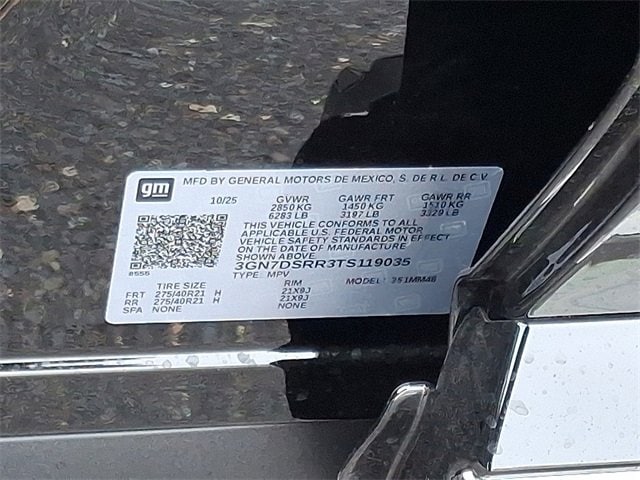 gm MFD BY GENERAL MOTORS DE MEXICO, S. DE R.L. DE C.V.
10/25 GVWR GAWR FRT GAWR RR
2850 KG 1450 KG 1510 KG
6283 LB 3197 LB 3329 LB
THIS VEHICLE CONFORMS TO ALL
APPLICABLE U.S. FEDERAL MOTOR
VEHICLE SAFETY STANDARDS IN EFFECT
ON THE DATE OF MANUFACTURE
SHOWN ABOVE.
3GN7DSRR3TS119035
8556 TYPE: MPV MODEL: 351MM46
TIRE SIZE RIM
FRT 275/40R21 H 21X9J
RR 275/40R21 H 21X9J
SPA NONE NONE